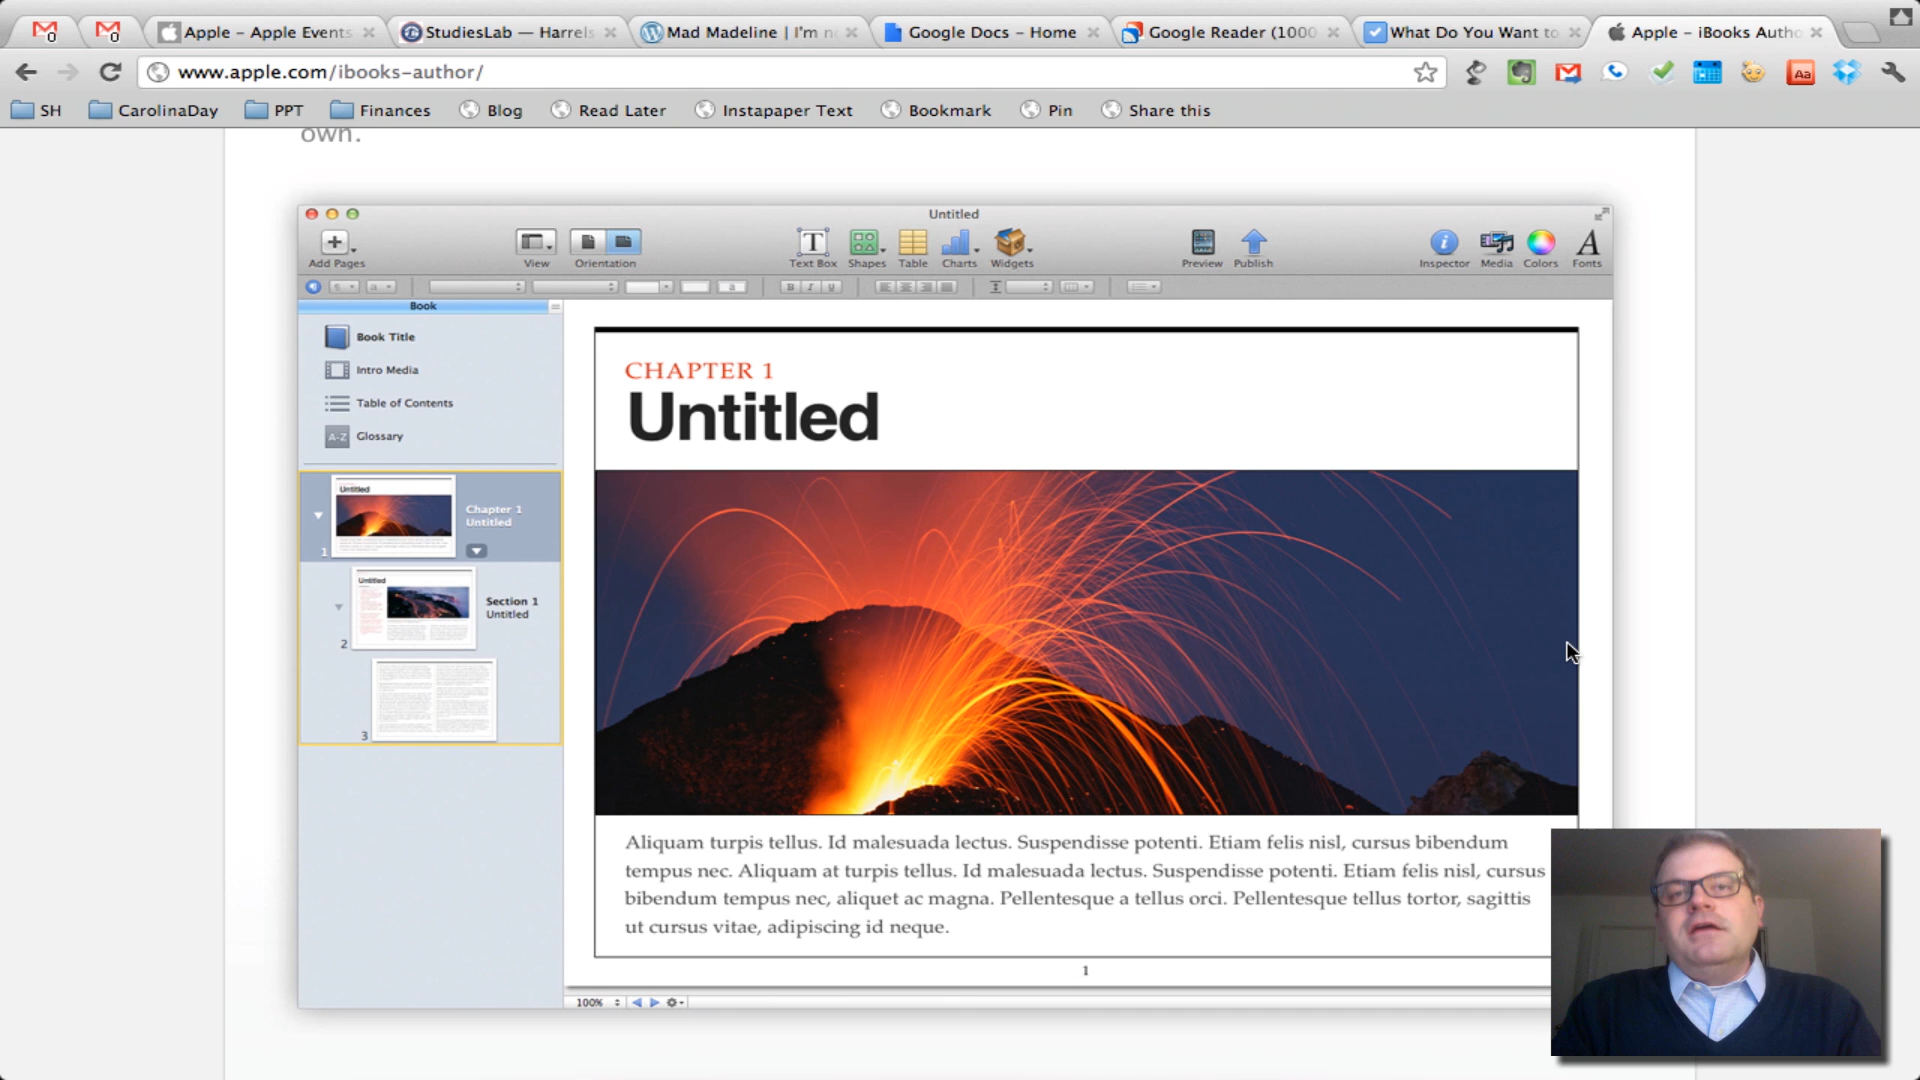 Apple – Apple Events
StudiesLab — Harrels
Mad Madeline | I'm n
Google Docs – Home
Google Reader (1000
What Do You Want to
Apple – iBooks Autho
www.apple.com/ibooks-author/
SH
CarolinaDay
PPT
Finances
Blog
Read Later
Instapaper Text
Bookmark
Pin
Share this
own.
Untitled
Add Pages
View
Orientation
Text Box
Shapes
Table
Charts
Widgets
Preview
Publish
Inspector
Media
Colors
Fonts
Book
Book Title
Intro Media
Table of Contents
A-Z Glossary
Untitled
Chapter 1
Untitled
1
Untitled
Section 1
Untitled
2
3
CHAPTER 1
Untitled
Aliquam turpis tellus. Id malesuada lectus. Suspendisse potenti. Etiam felis nisl, cursus bibendum
tempus nec. Aliquam at turpis tellus. Id malesuada lectus. Suspendisse potenti. Etiam felis nisl, cursus
bibendum tempus nec, aliquet ac magna. Pellentesque a tellus orci. Pellentesque tellus tortor, sagittis
ut cursus vitae, adipiscing id neque.
1
100%